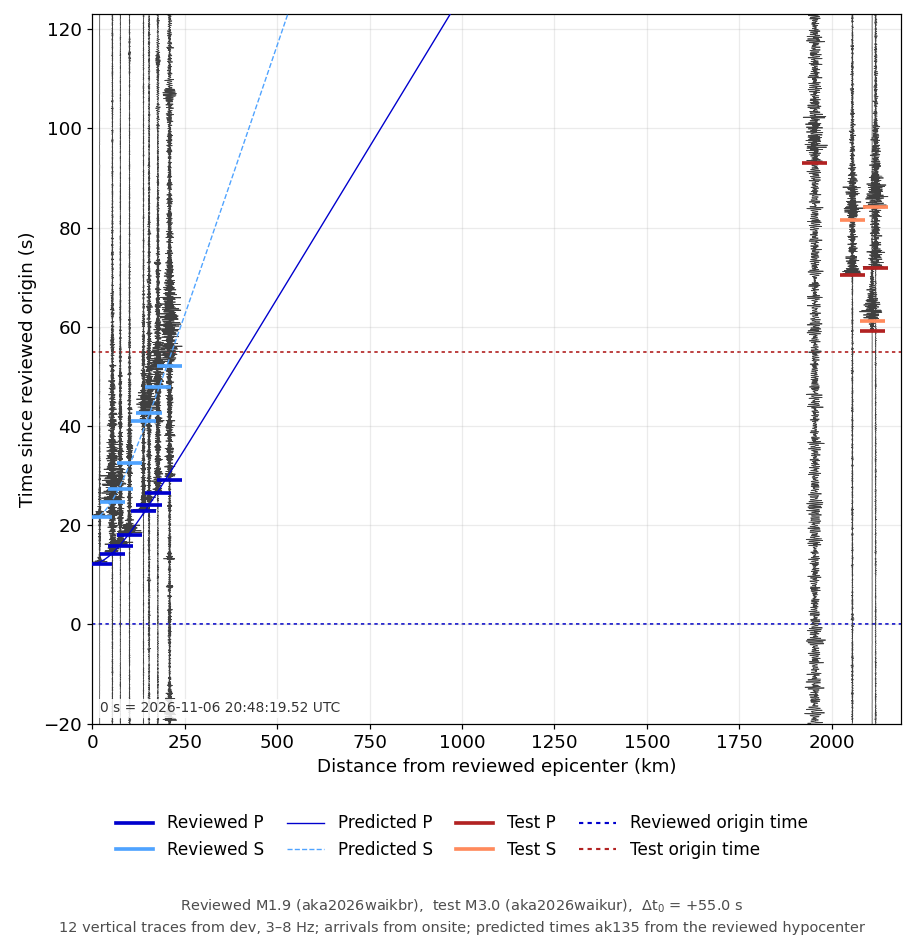 120
100
80
60
40
20
0
−20
Time since reviewed origin (s)
0 s = 2026-11-06 20:48:19.52 UTC
0 250 500 750 1000 1250 1500 1750 2000
Distance from reviewed epicenter (km)
Reviewed P Predicted P Test P Reviewed origin time
Reviewed S Predicted S Test S Test origin time
Reviewed M1.9 (aka2026waikbr), test M3.0 (aka2026waikur), Δt₀ = +55.0 s
12 vertical traces from dev, 3–8 Hz; arrivals from onsite; predicted times ak135 from the reviewed hypocenter